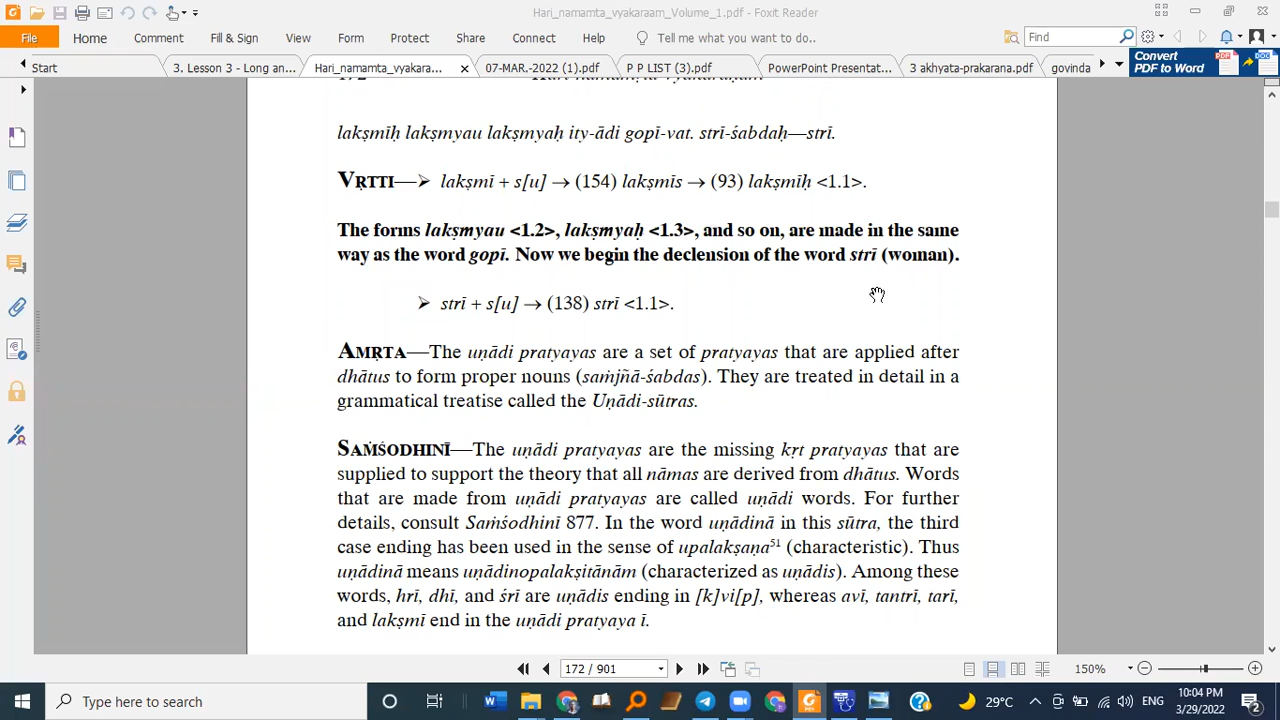 Hari_namamta_vyakaraam_Volume_1.pdf - Foxit Reader
File Home Comment Fill & Sign View Form Protect Share Connect Help Tell me what you want to do.. Find
Start 3. Lesson 3 - Long an... Hari_namamta_vyakara... 07-MAR.-2022 (1).pdf P P LIST (3).pdf PowerPoint Presentat... 3 akhyata-prakarana.pdf govinda
Convert
PDF to Word
172
lakṣmīḥ lakṣmyau lakṣmyaḥ ity-ādi gopī-vat. strī-śabdaḥ—strī.
VṚTTI—➢ lakṣmī + s[u] → (154) lakṣmīs → (93) lakṣmīḥ <1.1>.
The forms lakṣmyau <1.2>, lakṣmyaḥ <1.3>, and so on, are made in the same
way as the word gopī. Now we begin the declension of the word strī (woman).
➢ strī + s[u] → (138) strī <1.1>.
AMṚTA—The uṇādi pratyayas are a set of pratyayas that are applied after
dhātus to form proper nouns (saṁjñā-śabdas). They are treated in detail in a
grammatical treatise called the Uṇādi-sūtras.
SAṀŚODHINĪ—The uṇādi pratyayas are the missing kṛt pratyayas that are
supplied to support the theory that all nāmas are derived from dhātus. Words
that are made from uṇādi pratyayas are called uṇādi words. For further
details, consult Saṁśodhinī 877. In the word uṇādinā in this sūtra, the third
case ending has been used in the sense of upalakṣaṇa51 (characteristic). Thus
uṇādinā means uṇādinopalakṣitānām (characterized as uṇādis). Among these
words, hrī, dhī, and śrī are uṇādis ending in [k]vi[p], whereas avī, tantrī, tarī,
and lakṣmī end in the uṇādi pratyaya ī.
172 / 901 150%
Type here to search 29°C ENG 10:04 PM
3/29/2022 2